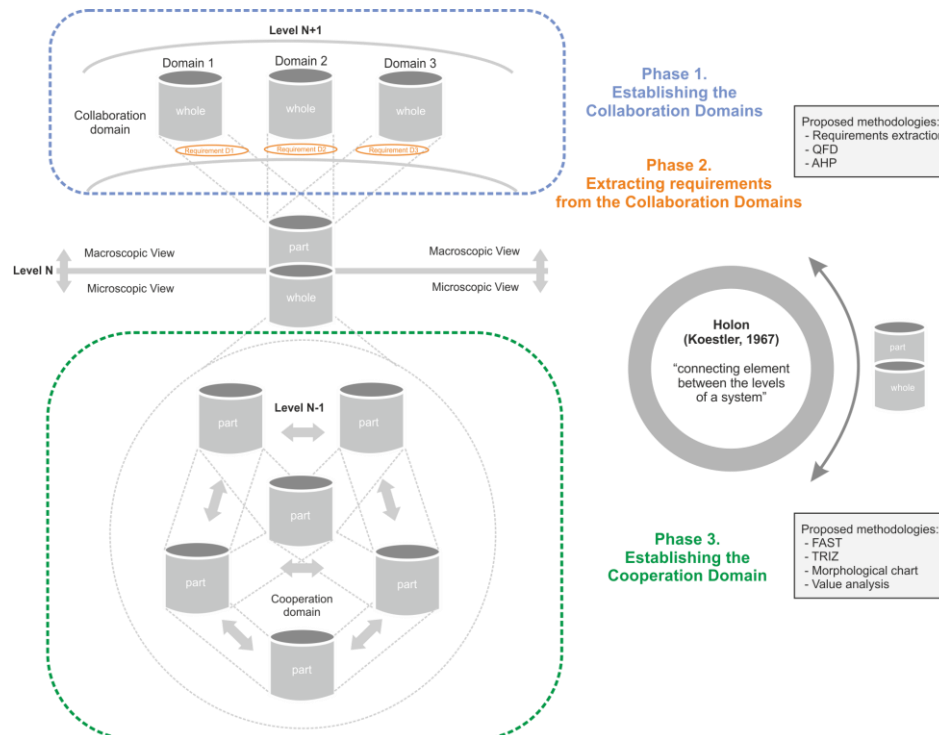 Level N+1
Domain 1
Domain 2
Domain 3
whole
whole
whole
Collaboration
domain
Requirement D1
Requirement D2
Requirement D3
Phase 1.
Establishing the
Collaboration Domains
Phase 2.
Extracting requirements
from the Collaboration Domains
Proposed methodologies:
- Requirements extraction
- QFD
- AHP
part
Macroscopic View
Macroscopic View
Level N
Microscopic View
Microscopic View
whole
Holon
(Koestler, 1967)
“connecting element
between the levels
of a system”
part
whole
Level N-1
part
part
part
part
part
Cooperation
domain
part
Phase 3.
Establishing the
Cooperation Domain
Proposed methodologies:
- FAST
- TRIZ
- Morphological chart
- Value analysis